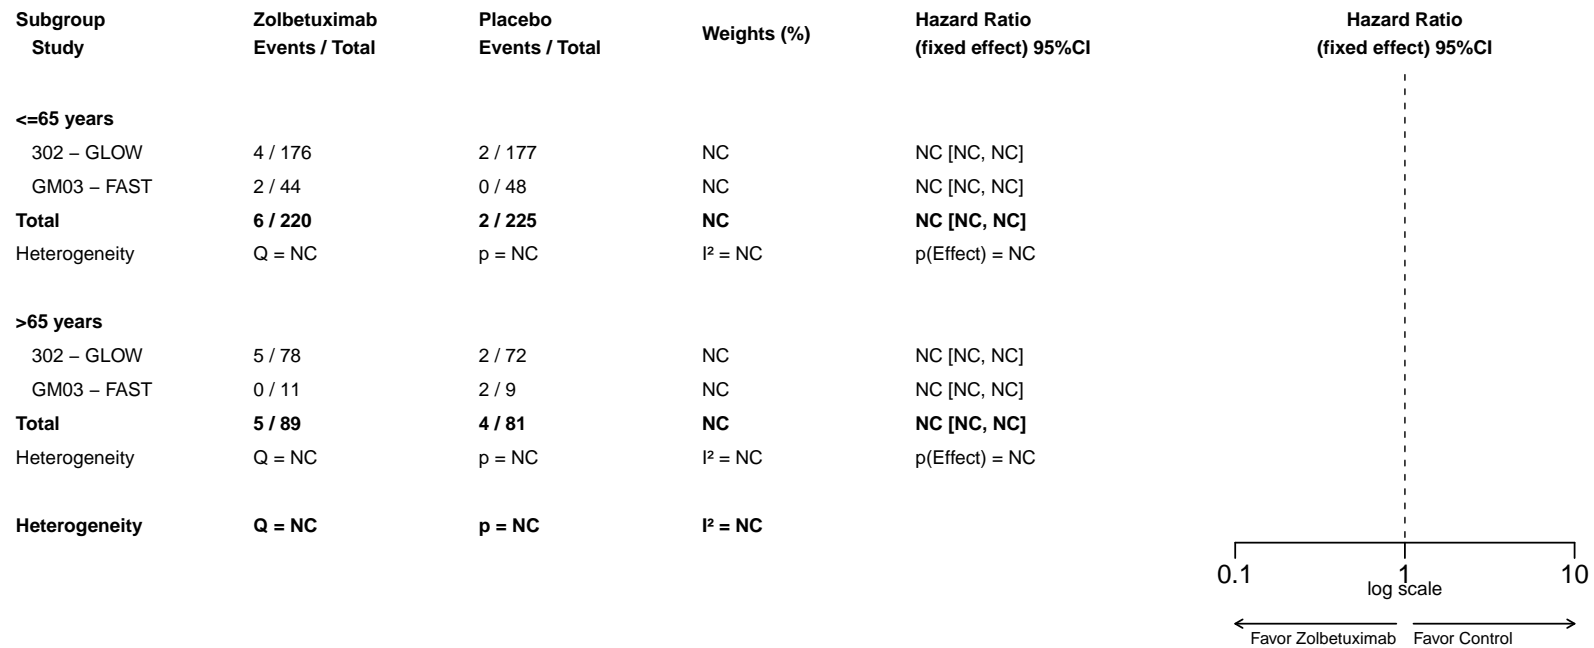 Subgroup Zolbetuximab Placebo Weights (%) Hazard Ratio Hazard Ratio
Study Events / Total Events / Total (fixed effect) 95%CI (fixed effect) 95%CI
<=65 years
302 − GLOW 4 / 176 2 / 177 NC NC [NC, NC]
GM03 − FAST 2 / 44 0 / 48 NC NC [NC, NC]
Total 6 / 220 2 / 225 NC NC [NC, NC]
Heterogeneity Q = NC p = NC I² = NC p(Effect) = NC
>65 years
302 − GLOW 5 / 78 2 / 72 NC NC [NC, NC]
GM03 − FAST 0 / 11 2 / 9 NC NC [NC, NC]
Total 5 / 89 4 / 81 NC NC [NC, NC]
Heterogeneity Q = NC p = NC I² = NC p(Effect) = NC
Heterogeneity Q = NC p = NC I² = NC
0.1 1 10
log scale
Favor Zolbetuximab Favor Control